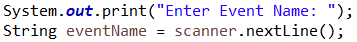 System.out.print("Enter Event Name: ");
String eventName = scanner.nextLine();